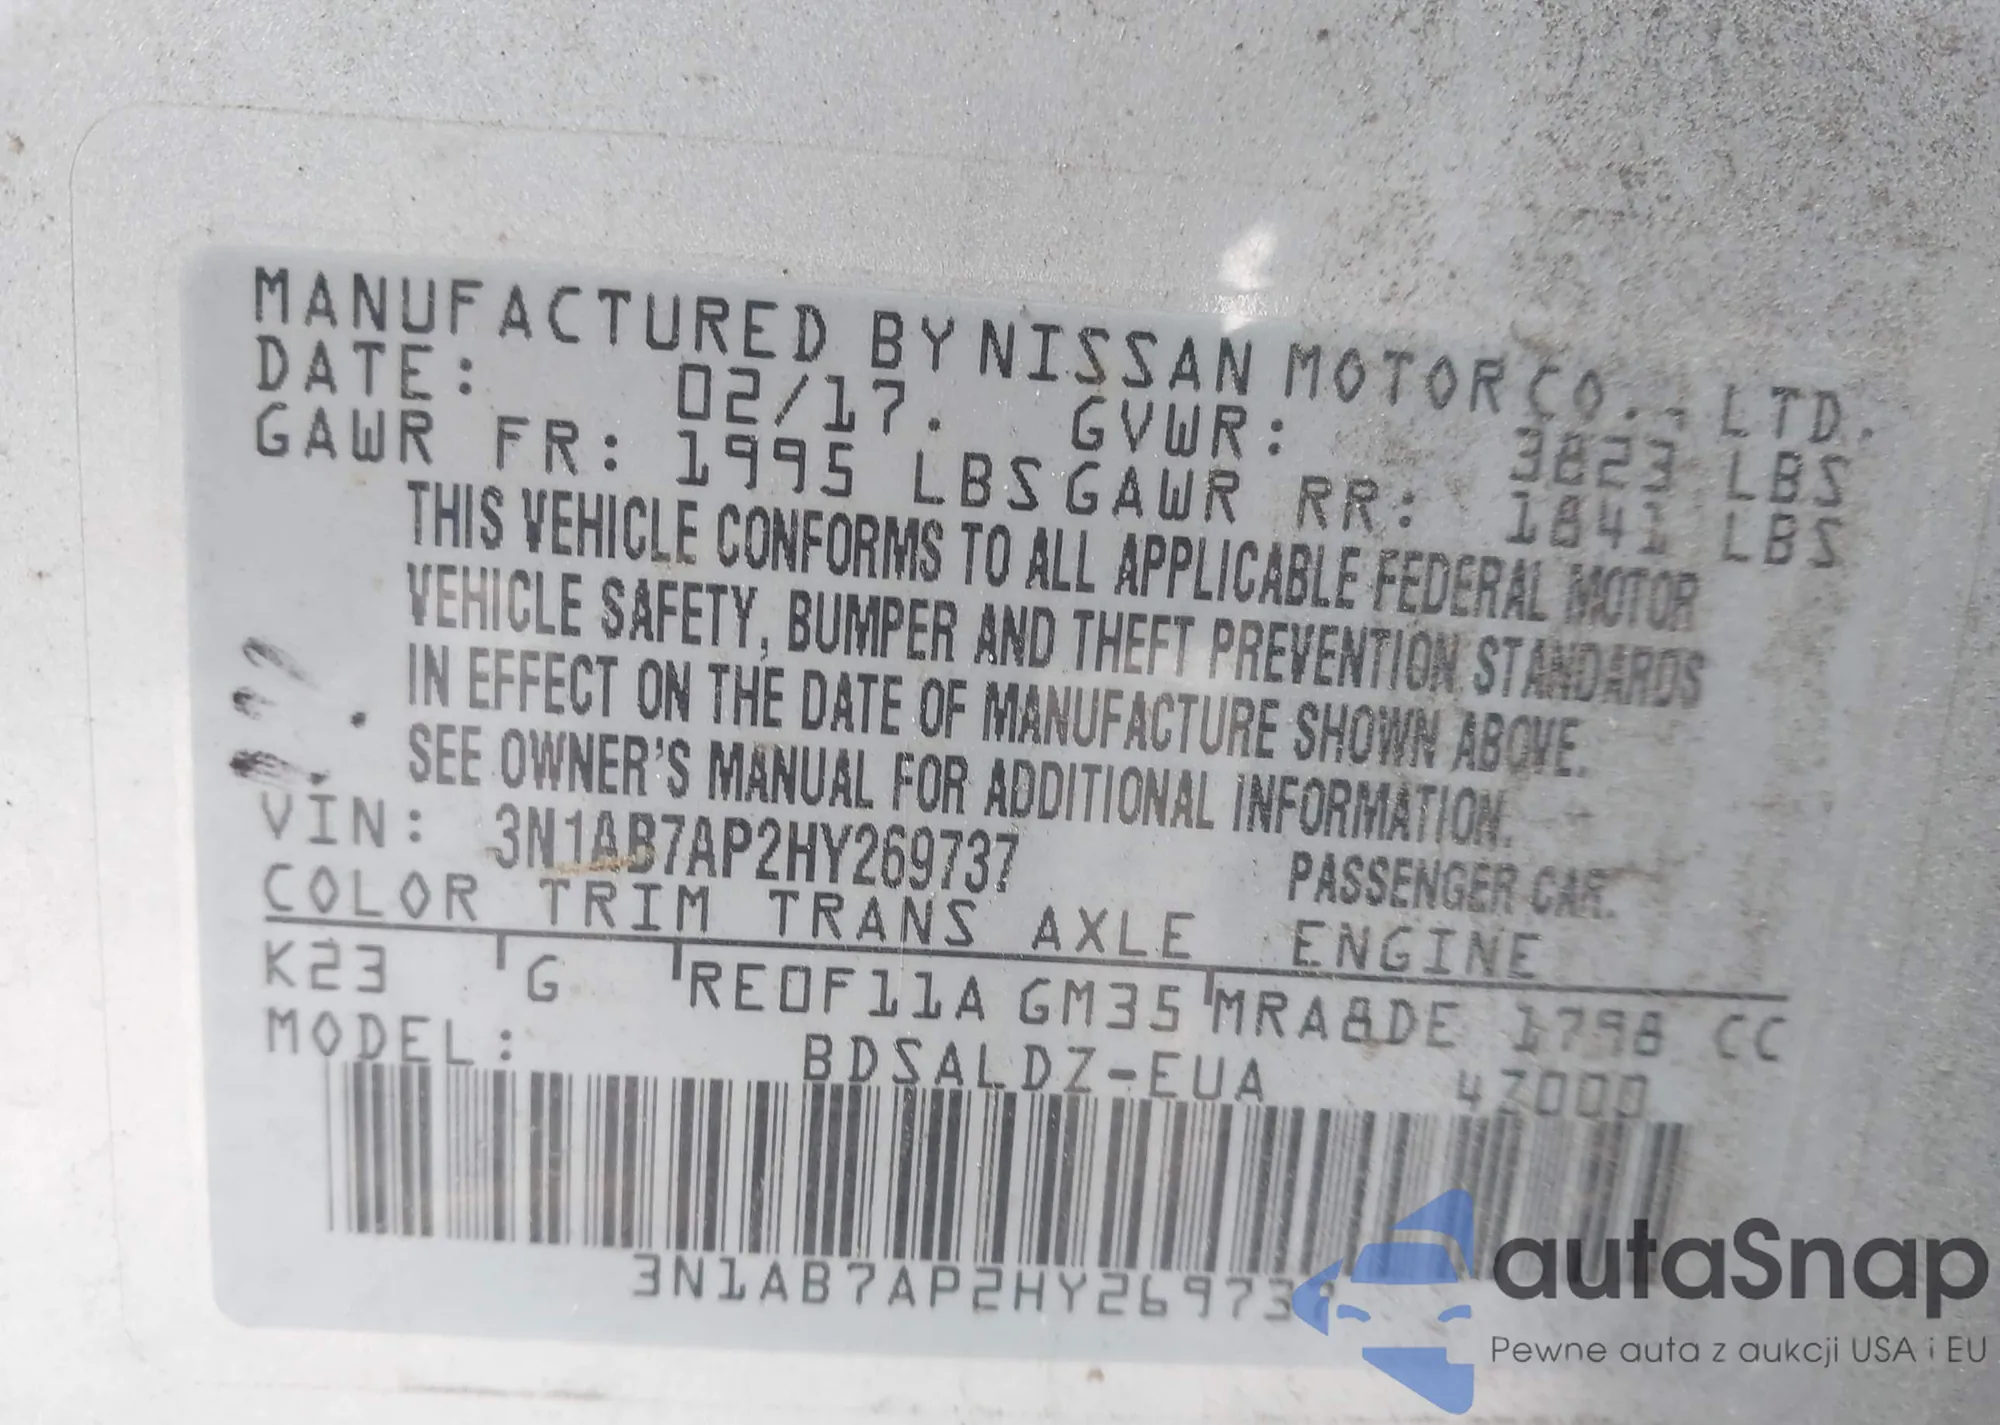 MANUFACTURED BY NISSAN MOTOR CO., LTD.
DATE: 02/17. GVWR: 3823 LBS
GAWR FR: 1995 LBS GAWR RR: 1841 LBS
THIS VEHICLE CONFORMS TO ALL APPLICABLE FEDERAL MOTOR
VEHICLE SAFETY, BUMPER AND THEFT PREVENTION STANDARDS
IN EFFECT ON THE DATE OF MANUFACTURE SHOWN ABOVE.
SEE OWNER'S MANUAL FOR ADDITIONAL INFORMATION.
VIN: 3N1AB7AP2HY269737 PASSENGER CAR.
COLOR TRIM TRANS AXLE ENGINE
K23 G RE0F11A GM35 MRA8DE 1798 CC
MODEL: BDSALDZ-EUA 4Z000
3N1AB7AP2HY269737
autaSnap
Pewne auta z aukcji USA i EU